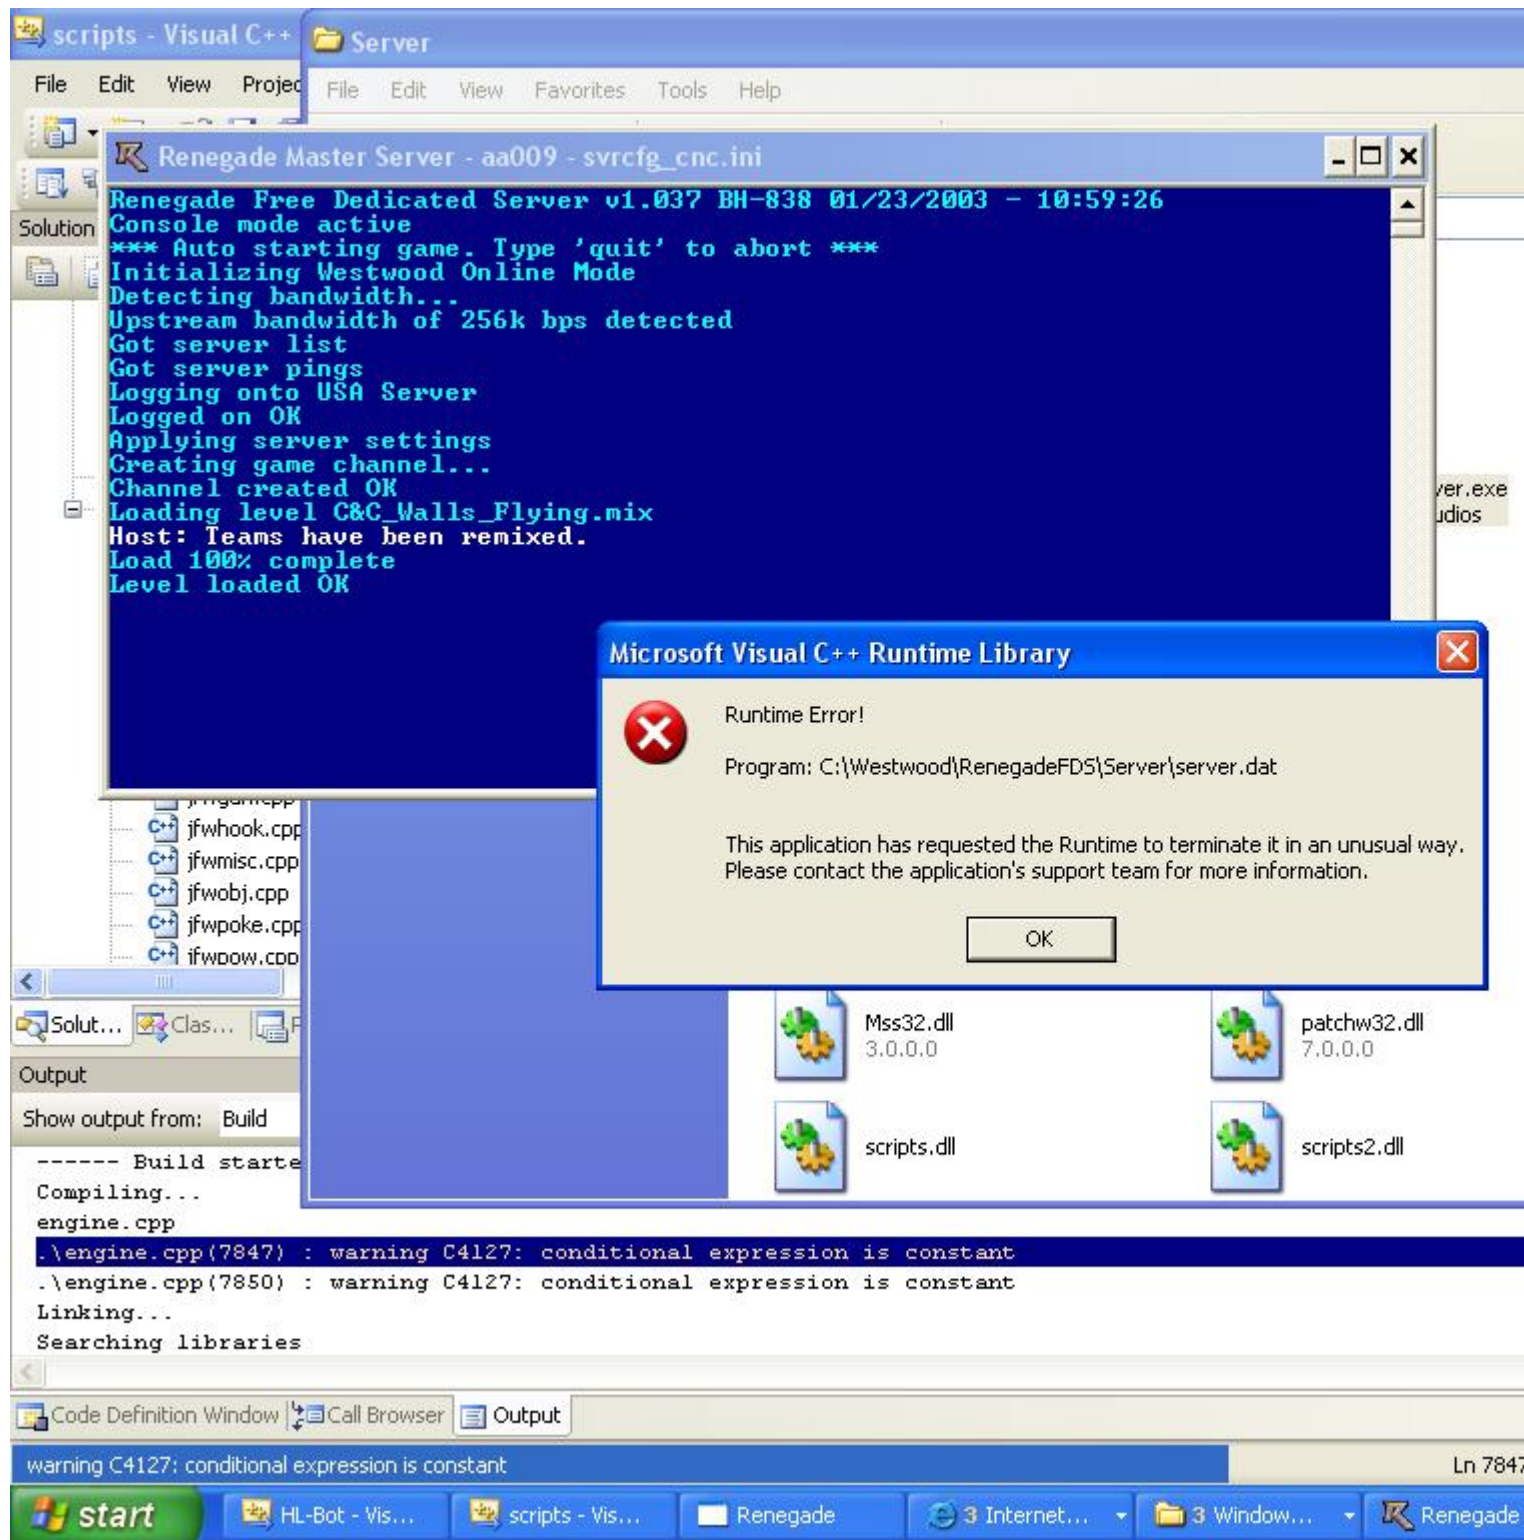 scripts - Visual C++
Server
File Edit View Projec
File Edit View Favorites Tools Help
Renegade Master Server - aa009 - svrcfg_cnc.ini
Renegade Free Dedicated Server v1.037 BH-838 01/23/2003 - 10:59:26
Console mode active
*** Auto starting game. Type 'quit' to abort ***
Initializing Westwood Online Mode
Detecting bandwidth...
Upstream bandwidth of 256k bps detected
Got server list
Got server pings
Logging onto USA Server
Logged on OK
Applying server settings
Creating game channel...
Channel created OK
Loading level C&C_Walls_Flying.mix
Host: Teams have been remixed.
Load 100% complete
Level loaded OK
Solution
ver.exe
udios
Microsoft Visual C++ Runtime Library
Runtime Error!
Program: C:\Westwood\RenegadeFDS\Server\server.dat
This application has requested the Runtime to terminate it in an unusual way.
Please contact the application's support team for more information.
OK
jfwhook.cpp
jfwmisc.cpp
jfwobj.cpp
jfwpoke.cpp
jfwpow.cpp
Solut... Clas...
Mss32.dll
3.0.0.0
patchw32.dll
7.0.0.0
scripts.dll
scripts2.dll
Output
Show output from: Build
------ Build starte
Compiling...
engine.cpp
.\engine.cpp(7847) : warning C4127: conditional expression is constant
.\engine.cpp(7850) : warning C4127: conditional expression is constant
Linking...
Searching libraries
Code Definition Window Call Browser Output
warning C4127: conditional expression is constant
Ln 7847
start HL-Bot - Vis... scripts - Vis... Renegade 3 Internet... 3 Window... Renegade